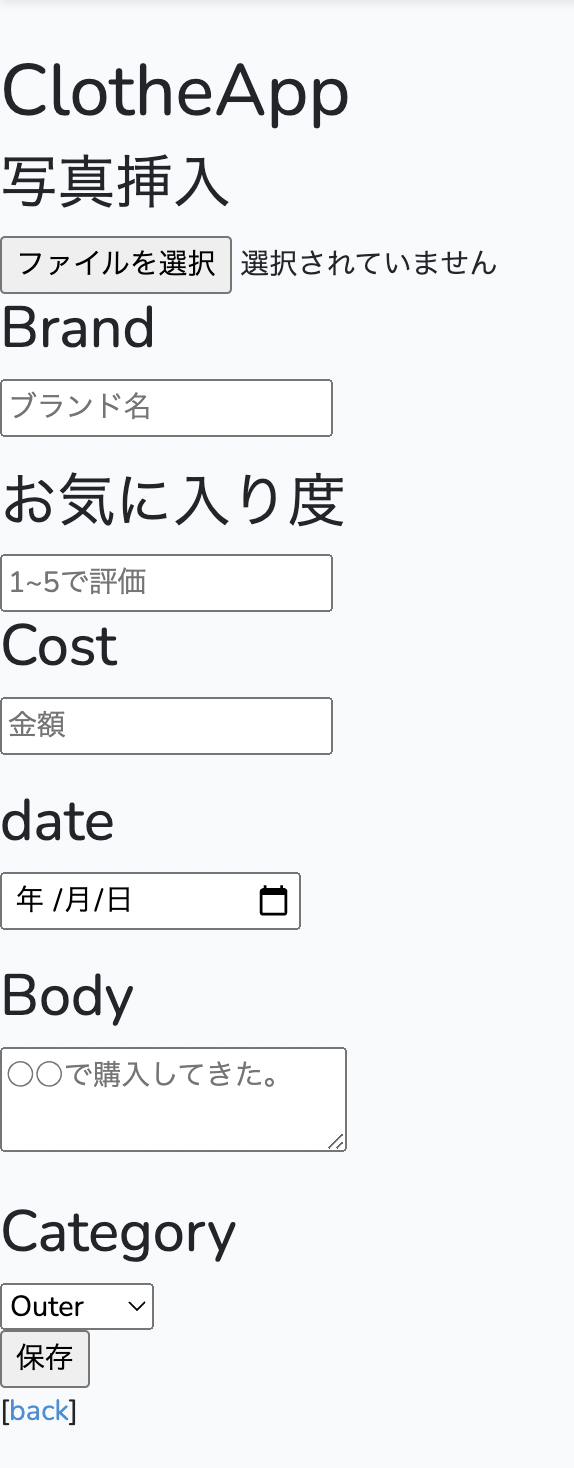 ClotheApp
写真挿入
ファイルを選択 選択されていません
Brand
ブランド名
お気に入り度
1~5で評価
Cost
金額
date
年 /月/日
Body
○○で購入してきた。
Category
Outer
保存
[back]